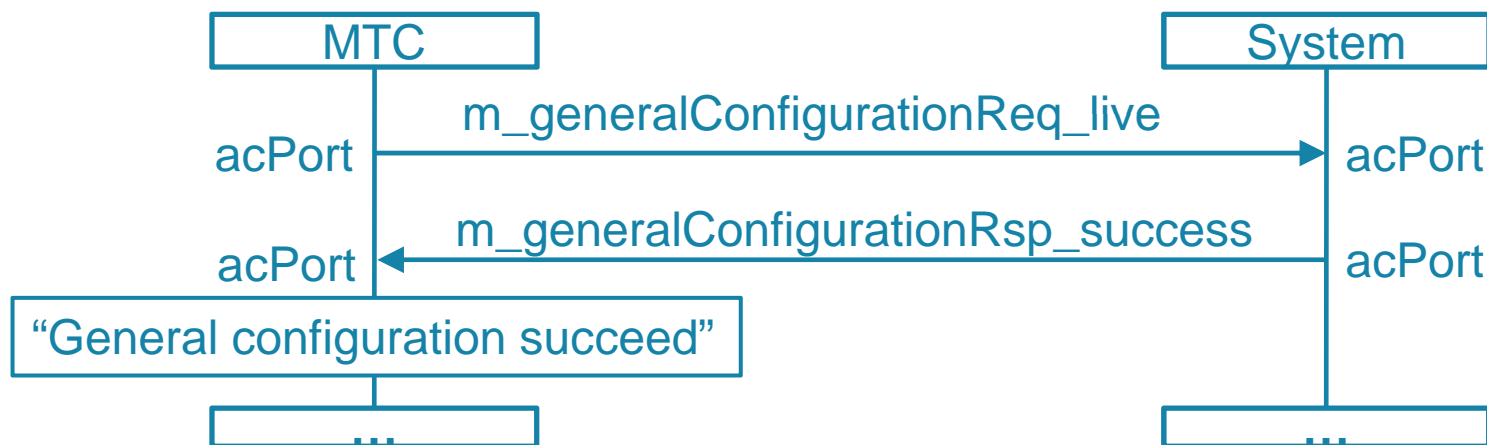 MTC System
m_generalConfigurationReq_live
acPort acPort
m_generalConfigurationRsp_success
acPort acPort
“General configuration succeed”
... ...